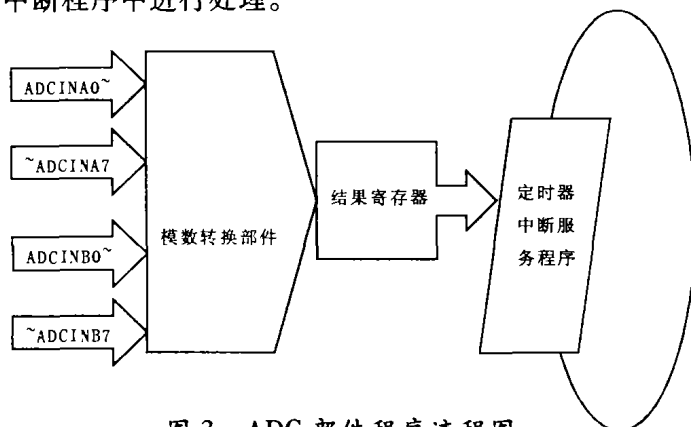 中断程序中进行处理。
ADCINA0~
~ADCINA7
ADCINB0~
~ADCINB7
模数转换部件
结果寄存器
定时器
中断服
务程序
图3 ADC部件程序流程图